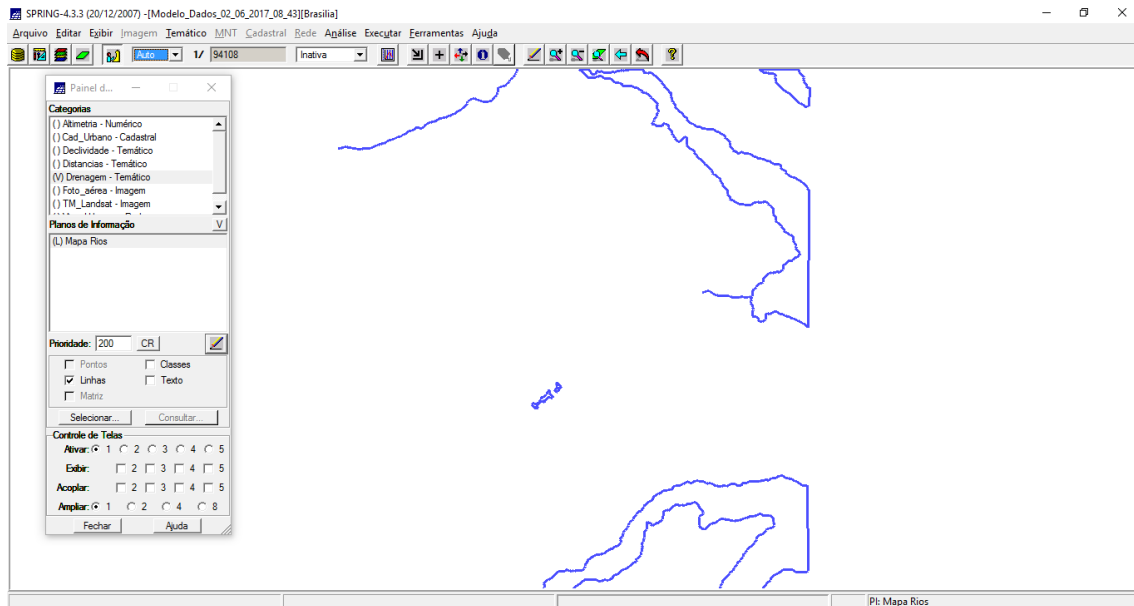 SPRING-4.3.3 (20/12/2007) -[Modelo_Dados_02_06_2017_08_43][Brasilia]
Arquivo Editar Exibir Imagem Temático MNT Cadastral Rede Análise Executar Ferramentas Ajuda
Auto 1/ 94108 Inativa
Painel d...
Categorias
() Altimetria - Numérico
() Cad_Urbano - Cadastral
() Declividade - Temático
() Distancias - Temático
(V) Drenagem - Temático
() Foto_aérea - Imagem
() TM_Landsat - Imagem
Planos de Informação V
(L) Mapa Rios
Prioridade: 200 CR
Pontos Classes
Linhas Texto
Matriz
Selecionar... Consultar...
Controle de Telas
Ativar: 1 2 3 4 5
Exibir: 2 3 4 5
Acoplar: 2 3 4 5
Ampliar: 1 2 4 8
Fechar Ajuda
PI: Mapa Rios